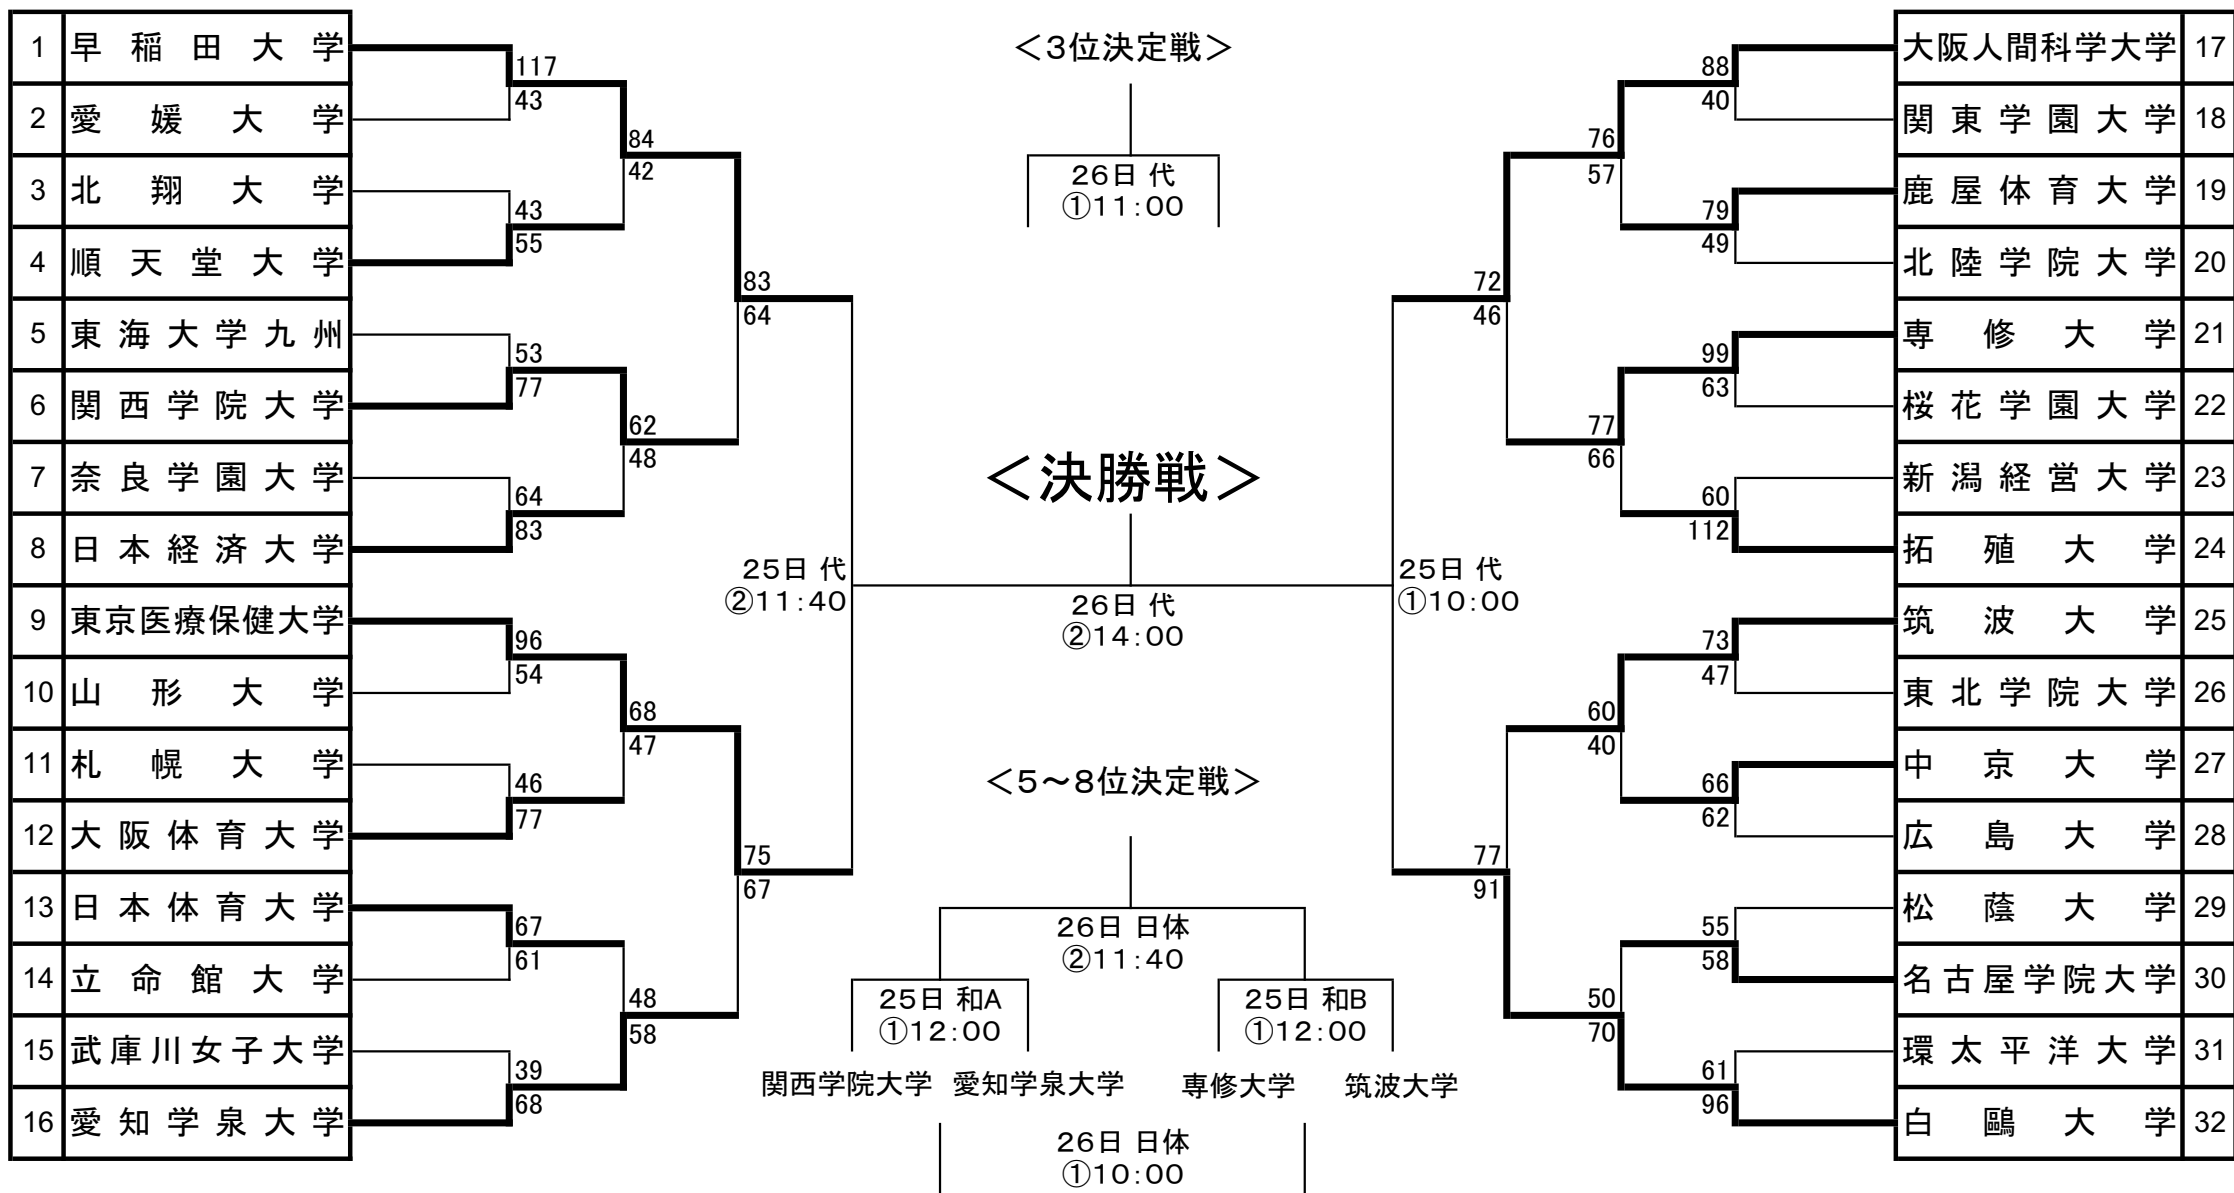 1 早稲田大学
2 愛媛大学
3 北翔大学
4 順天堂大学
5 東海大学九州
6 関西学院大学
7 奈良学園大学
8 日本経済大学
9 東京医療保健大学
10 山形大学
11 札幌大学
12 大阪体育大学
13 日本体育大学
14 立命館大学
15 武庫川女子大学
16 愛知学泉大学
117
43
43
55
53
77
64
83
96
54
46
77
67
61
39
68
84
42
62
48
68
47
48
58
83
64
75
67
25日 代
②11:40
<3位決定戦>
26日 代
①11:00
<決勝戦>
26日 代
②14:00
<5~8位決定戦>
26日 日体
②11:40
25日 和A
①12:00
25日 和B
①12:00
関西学院大学 愛知学泉大学 専修大学 筑波大学
26日 日体
①10:00
25日 代
①10:00
72
46
77
91
76
57
77
66
60
40
50
70
88
40
79
49
99
63
60
112
73
47
66
62
55
58
61
96
大阪人間科学大学 17
関東学園大学 18
鹿屋体育大学 19
北陸学院大学 20
専修大学 21
桜花学園大学 22
新潟経営大学 23
拓殖大学 24
筑波大学 25
東北学院大学 26
中京大学 27
広島大学 28
松蔭大学 29
名古屋学院大学 30
環太平洋大学 31
白鷗大学 32